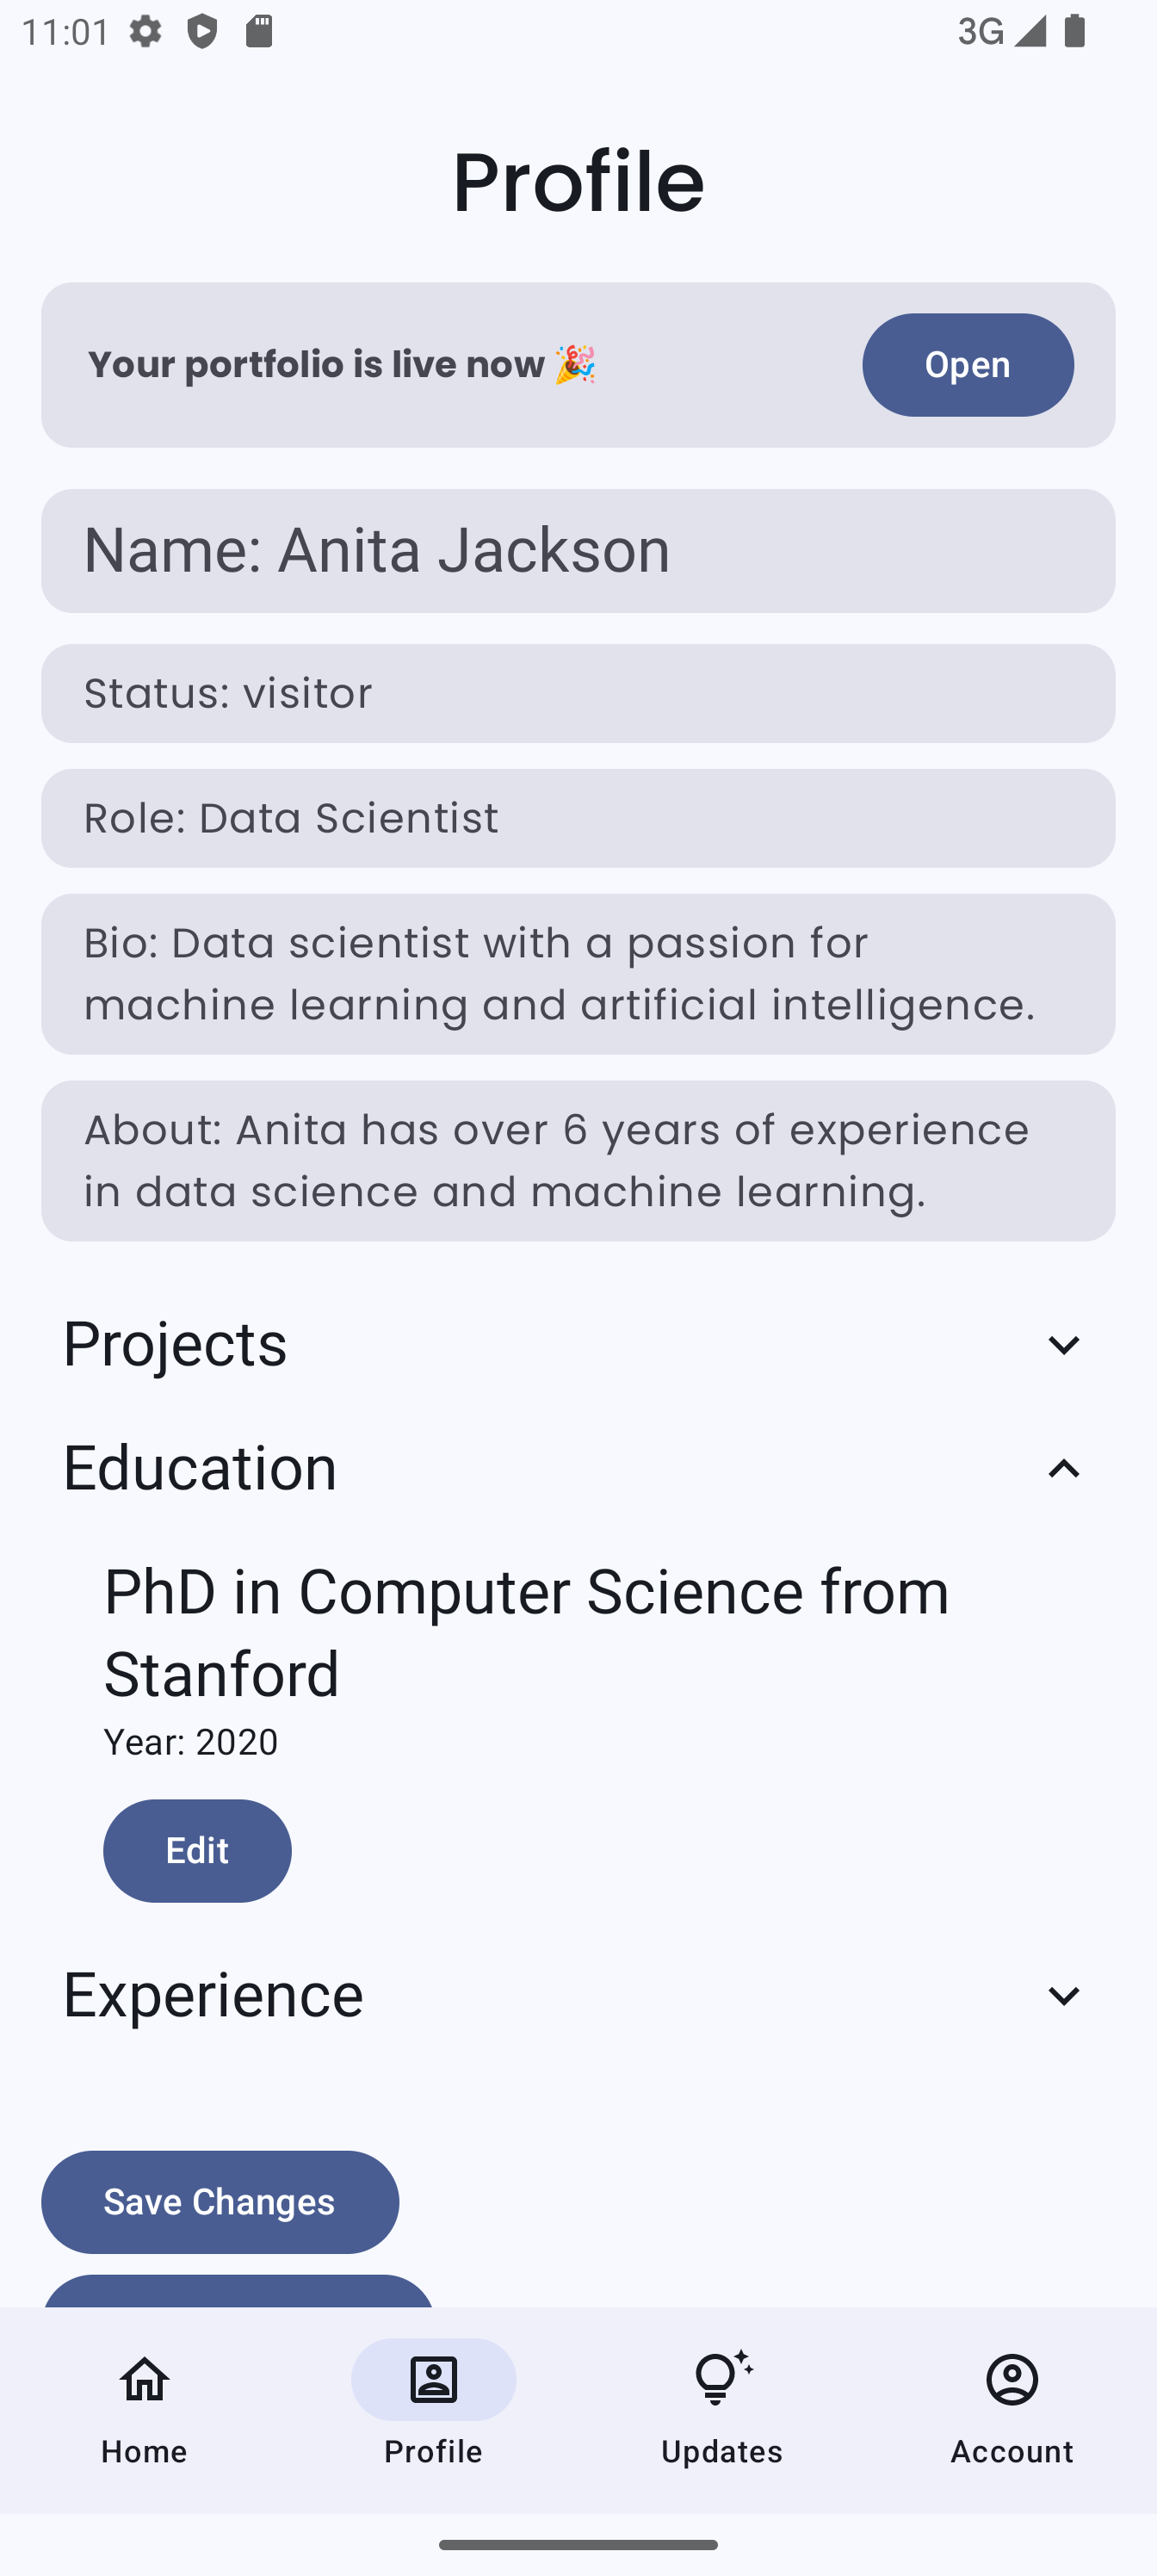 11:01
3G
Profile
Your portfolio is live now 🎉
Open
Name: Anita Jackson
Status: visitor
Role: Data Scientist
Bio: Data scientist with a passion for
machine learning and artificial intelligence.
About: Anita has over 6 years of experience
in data science and machine learning.
Projects
Education
PhD in Computer Science from
Stanford
Year: 2020
Edit
Experience
Save Changes
Home
Profile
Updates
Account